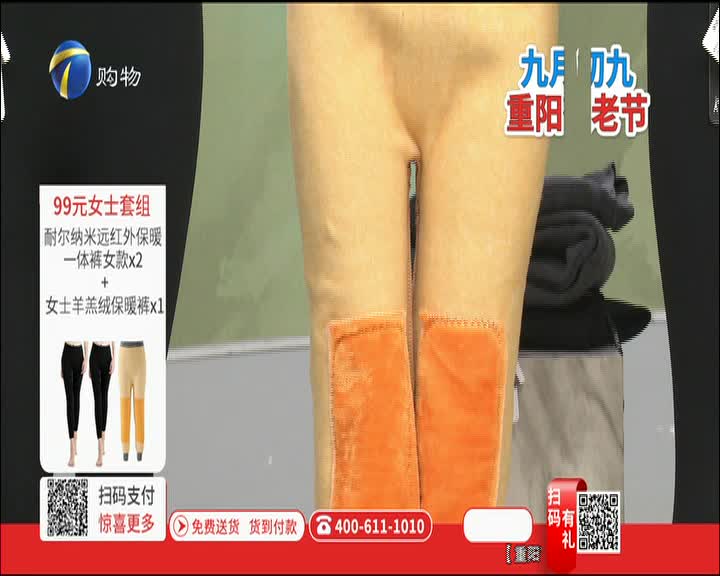 购物
九月初九
重阳 老节
99元女士套组
耐尔纳米远红外保暖
一体裤女款x2
+
女士羊羔绒保暖裤x1
扫码支付
惊喜更多
免费送货 货到付款
400-611-1010
扫码有礼
【重阳